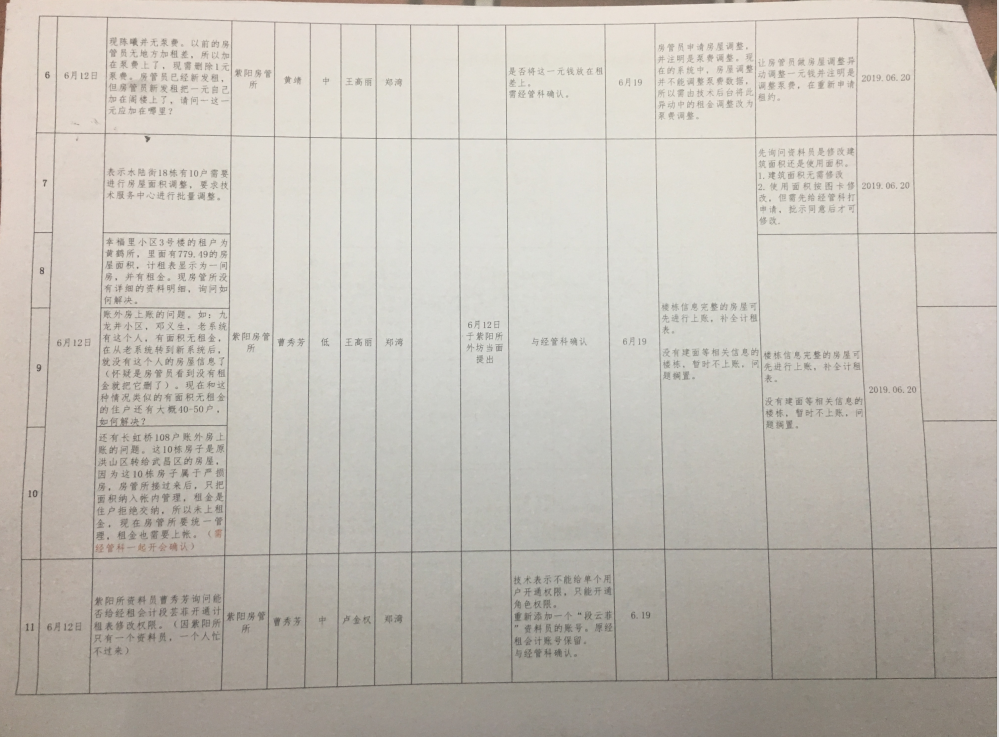 6
6月12日
现陈曦并无泵费，以前的房
管员无地方加租差，所以加
在泵费上了，现需删除1元
泵费。房管员已经新发租，
但房管员新发租把一元自己
加在阁楼上了，请问一这一
元应加在哪里？
紫阳房管
所
黄靖
中
王高丽
郑湾
是否将这一元钱放在租
差上。
需经管科确认。
6月19
房管员申请房屋调整，
并注明是泵费调整。现
在的系统中，房屋调整
并不能调整泵费数据，
所以需出技术后台将此
异动中的租金调整改为
泵费调整。
让房管员做房屋调整异
动调整一元钱并注明是
调整泵费，在重新申请
租约。
2019.06.20
7
表示水陆街18栋有10户需要
进行房屋面积调整，要求技
术服务中心进行批量调整。
先询问资料员是修改建
筑面积还是使用面积。
1.建筑面积无需修改
2.使用面积按图卡修
改，但需先给经管科打
申请，批示同意后才可
修改。
2019.06.20
8
幸福里小区3号楼的租户为
黄鹤所，里面有779.49的房
屋面积，计租表显示为一间
房，并有租金。现房管所没
有详细的资料明细，询问如
何解决。
9
6月12日
账外房上账的问题。如：九
龙井小区，邓义生，老系统
有这个人，有面积无租金，
在从老系统转到新系统后，
就没有这个人的房屋信息了
（怀疑是房管员看到没有租
金就把它删了）。现在和这
种情况类似的有面积无租金
的住户还有大概40-50户，
如何解决？
紫阳房管
所
曹秀芳
低
王高丽
郑湾
6月12日
于紫阳所
外坊当面
提出
与经管科确认
6月19
楼栋信息完整的房屋可
先进行上账，补全计租
表。
没有建面等相关信息的
楼栋，暂时不上账，问
题搁置。
楼栋信息完整的房屋可
先进行上账，补全计租
表。
没有建面等相关信息的
楼栋，暂时不上账，问
题搁置。
2019.06.20
10
还有长虹桥108户账外房上
账的问题。这10栋房子是原
洪山区转给武昌区的房屋，
因为这10栋房子属于严损
房，房管所接过来后，只把
面积纳入帐内管理，租金是
住户拒绝交纳，所以未上租
金，现在房管所要统一管
理，租金也需要上帐。（需
经管科一起开会确认）
11
6月12日
紫阳所资料员曹秀芳询问能
否给经租会计段芸菲开通计
租表修改权限。（因紫阳所
只有一个资料员，一个人忙
不过来）
紫阳房管
所
曹秀芳
中
卢金权
郑湾
技术表示不能给单个用
户开通权限，只能开通
角色权限。
重新添加一个“段云菲
”资料员的账号，原经
租会计账号保留。
与经管科确认。
6.19